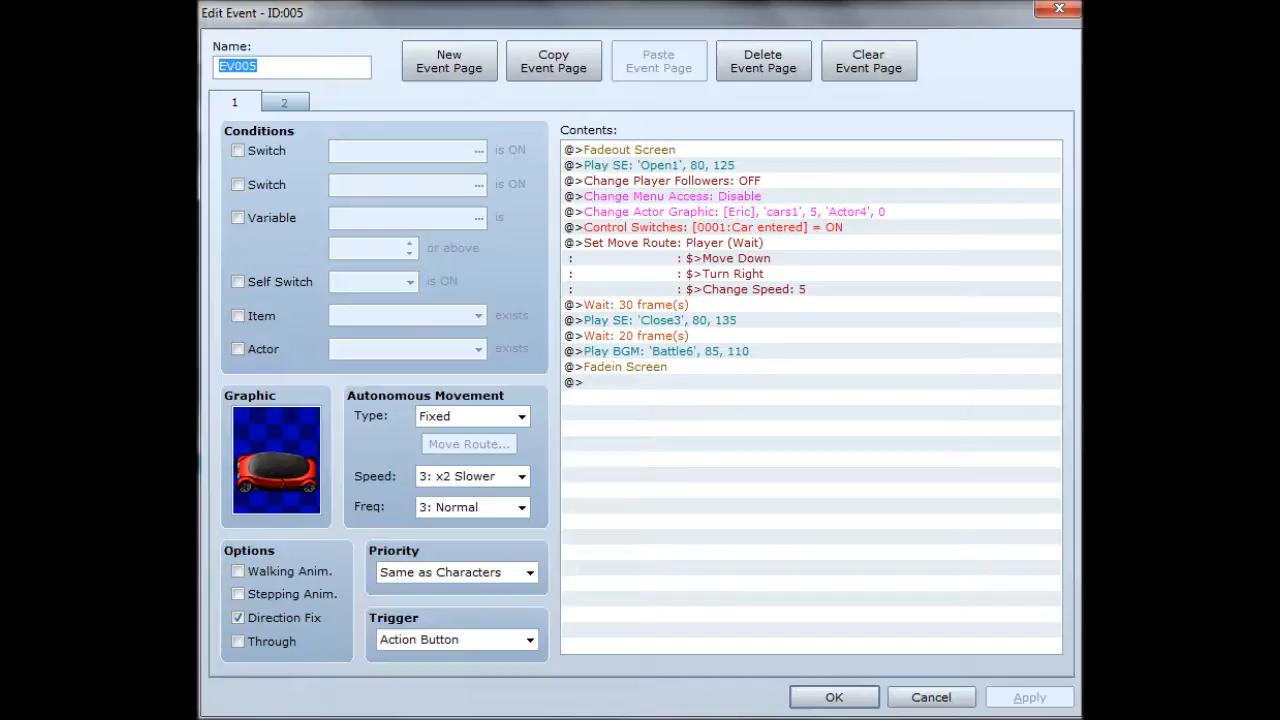 Edit Event - ID:005
Name:
EV005
New Event Page
Copy Event Page
Paste Event Page
Delete Event Page
Clear Event Page
1
2
Conditions
Switch ... is ON
Switch ... is ON
Variable ... is
or above
Self Switch is ON
Item exists
Actor exists
Graphic
Autonomous Movement
Type: Fixed
Move Route...
Speed: 3: x2 Slower
Freq: 3: Normal
Options
Walking Anim.
Stepping Anim.
Direction Fix
Through
Priority
Same as Characters
Trigger
Action Button
Contents:
@>Fadeout Screen
@>Play SE: 'Open1', 80, 125
@>Change Player Followers: OFF
@>Change Menu Access: Disable
@>Change Actor Graphic: [Eric], 'cars1', 5, 'Actor4', 0
@>Control Switches: [0001:Car entered] = ON
@>Set Move Route: Player (Wait)
: : $>Move Down
: : $>Turn Right
: : $>Change Speed: 5
@>Wait: 30 frame(s)
@>Play SE: 'Close3', 80, 135
@>Wait: 20 frame(s)
@>Play BGM: 'Battle6', 85, 110
@>Fadein Screen
@>
OK
Cancel
Apply